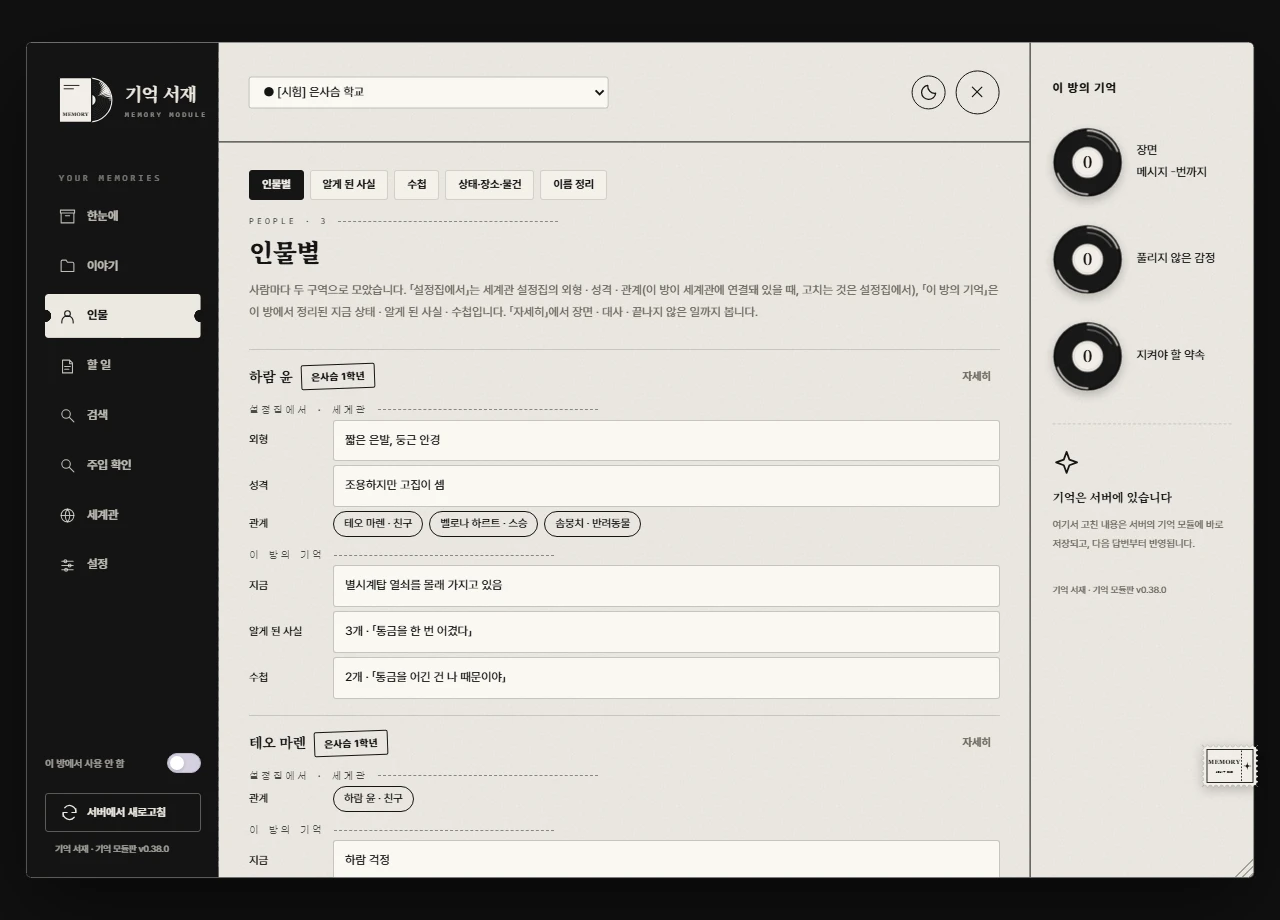 MEMORY
기억 서재
MEMORY MODULE
YOUR MEMORIES
한눈에
이야기
인물
할 일
검색
주입 확인
세계관
설정
이 방에서 사용 안 함
서버에서 새로고침
기억 서재 · 기억 모듈판 v0.38.0
● [시험] 은사슴 학교
인물별
알게 된 사실
수첩
상태·장소·물건
이름 정리
PEOPLE · 3
인물별
사람마다 두 구역으로 모았습니다. 「설정집에서」는 세계관 설정집의 외형 · 성격 · 관계(이 방이 세계관에 연결돼 있을 때, 고치는 것은 설정집에서), 「이 방의 기억」은
이 방에서 정리된 지금 상태 · 알게 된 사실 · 수첩입니다. 「자세히」에서 장면 · 대사 · 끝나지 않은 일까지 봅니다.
하람 윤 은사슴 1학년 자세히
설정집에서 · 세계관
외형 짧은 은발, 둥근 안경
성격 조용하지만 고집이 셈
관계 테오 마렌 · 친구 벨로나 하르트 · 스승 솜뭉치 · 반려동물
이 방의 기억
지금 별시계탑 열쇠를 몰래 가지고 있음
알게 된 사실 3개 · 「통금을 한 번 어겼다」
수첩 2개 · 「통금을 어긴 건 나 때문이야」
테오 마렌 은사슴 1학년 자세히
설정집에서 · 세계관
관계 하람 윤 · 친구
이 방의 기억
지금 하람 걱정
이 방의 기억
0 장면
메시지 -번까지
0 풀리지 않은 감정
0 지켜야 할 약속
기억은 서버에 있습니다
여기서 고친 내용은 서버의 기억 모듈에 바로
저장되고, 다음 답변부터 반영됩니다.
기억 서재 · 기억 모듈판 v0.38.0
MEMORY